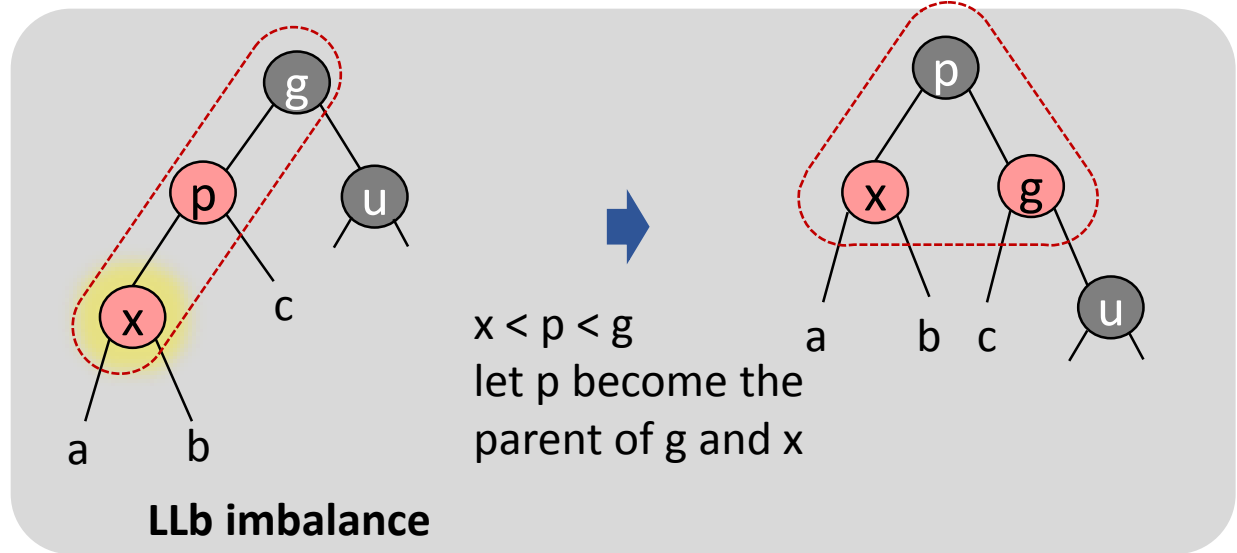 g
p
u
x
c
a
b
LLb imbalance
x < p < g
let p become the
parent of g and x
p
x
g
u
a
b
c